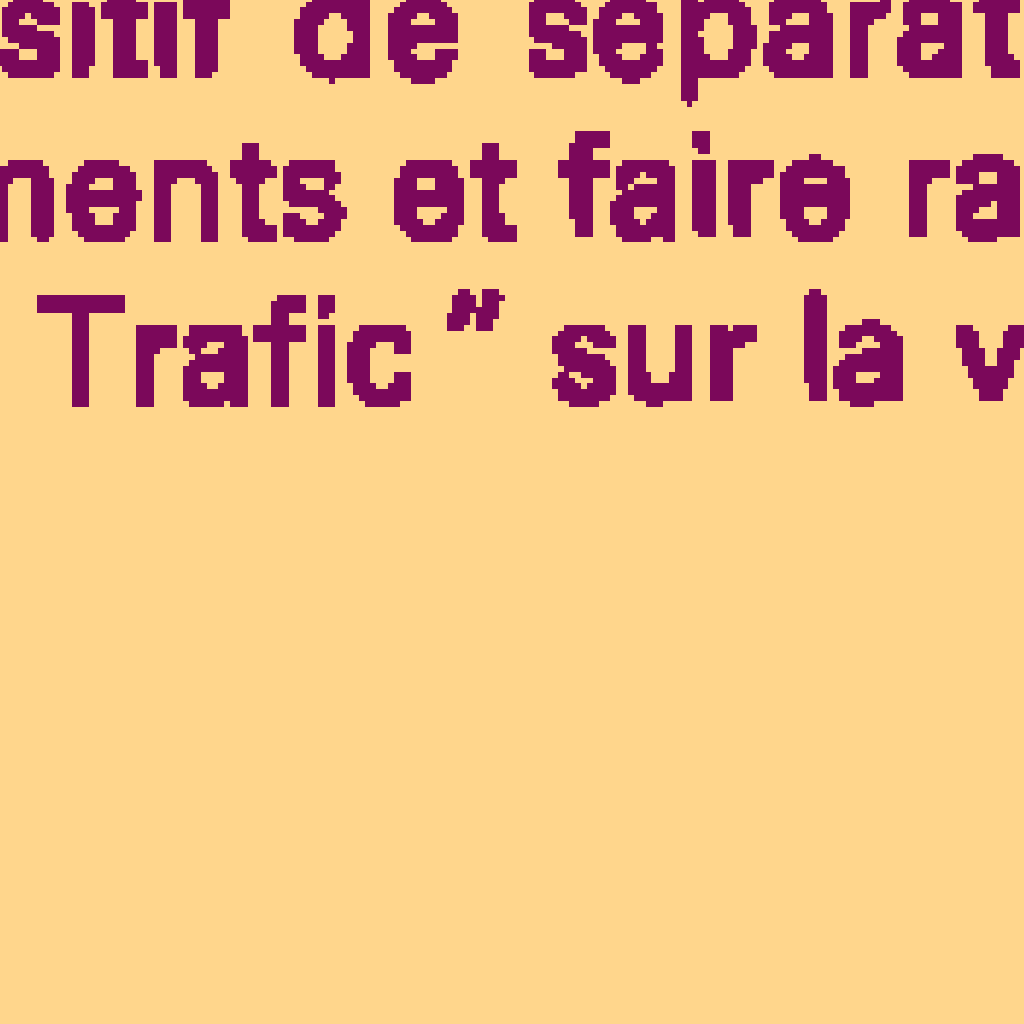 sitif de séparat
nents et faire ra
Trafic” sur la v